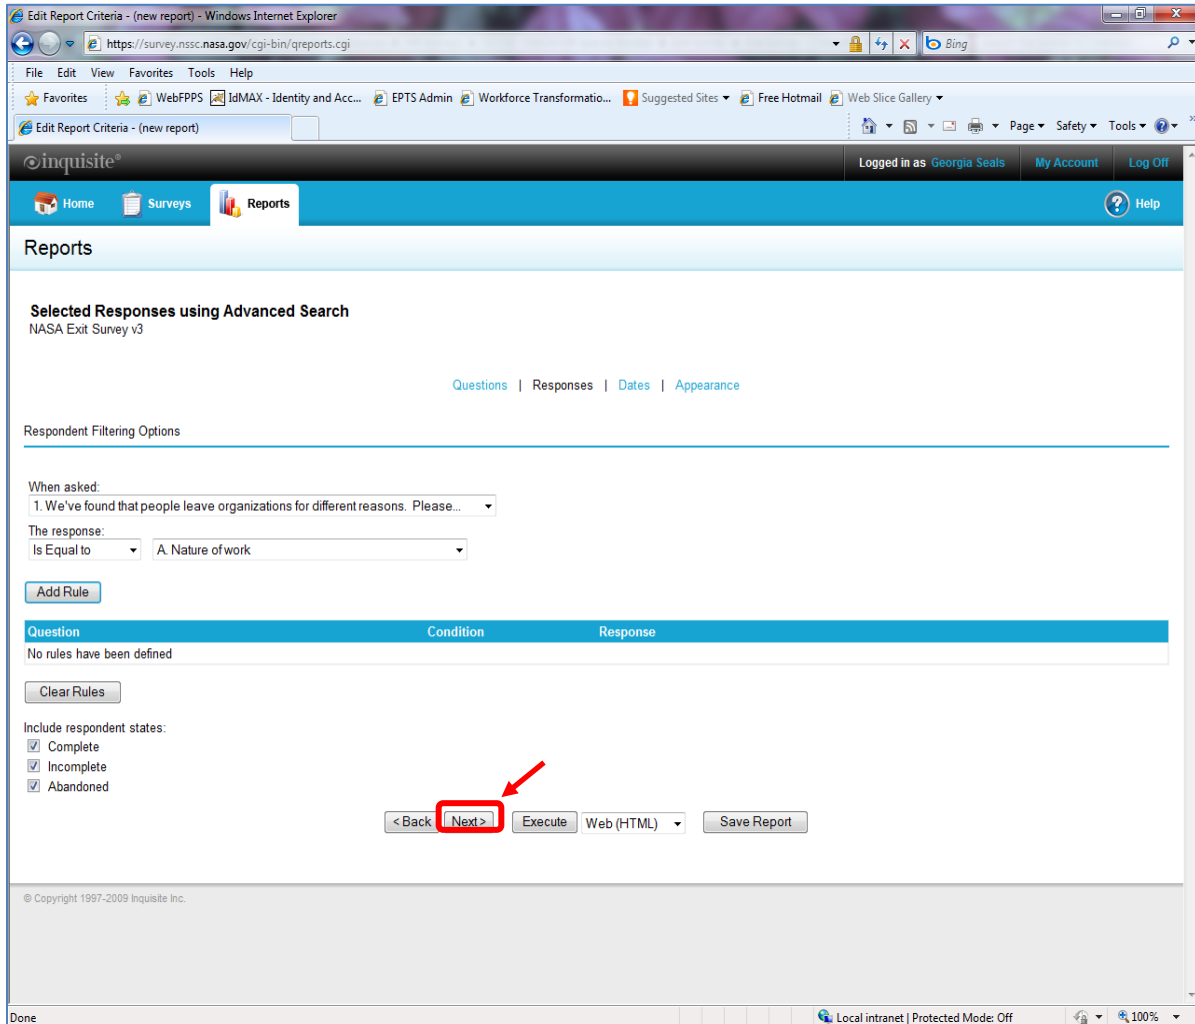 Edit Report Criteria - (new report) - Windows Internet Explorer
https://survey.nssc.nasa.gov/cgi-bin/qreports.cgi
Bing
File Edit View Favorites Tools Help
Favorites WebFPPS IdMAX - Identity and Acc... EPTS Admin Workforce Transformatio... Suggested Sites Free Hotmail Web Slice Gallery
Edit Report Criteria - (new report)
Page Safety Tools
inquisite®
Logged in as Georgia Seals My Account Log Off
Home Surveys Reports Help
Reports
Selected Responses using Advanced Search
NASA Exit Survey v3
Questions | Responses | Dates | Appearance
Respondent Filtering Options
When asked:
1. We've found that people leave organizations for different reasons. Please...
The response:
Is Equal to A. Nature of work
Add Rule
Question Condition Response
No rules have been defined
Clear Rules
Include respondent states:
Complete
Incomplete
Abandoned
< Back Next > Execute Web (HTML) Save Report
© Copyright 1997-2009 Inquisite Inc.
Done Local intranet | Protected Mode: Off 100%